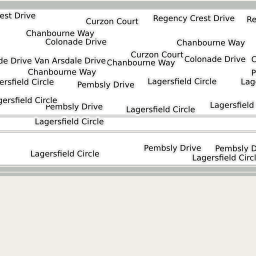 est Drive
Curzon Court
Regency Crest Drive
Re
Chanbourne Way
Colonade Drive
Chanbourne Way
Curzon Court
de Drive Van Arsdale Drive
Chanbourne Way
Colonade Drive
C
Chanbourne Way
P
ersfield Circle
Pembsly Drive
Lagersfield Circle
Lag
gersfield Circle
Pembsly Drive
Lagersfield Circle
Lagersfield
Lagersfield Circle
Pembsly Drive
Pembsly D
Lagersfield Circle
Lagersfield Circle